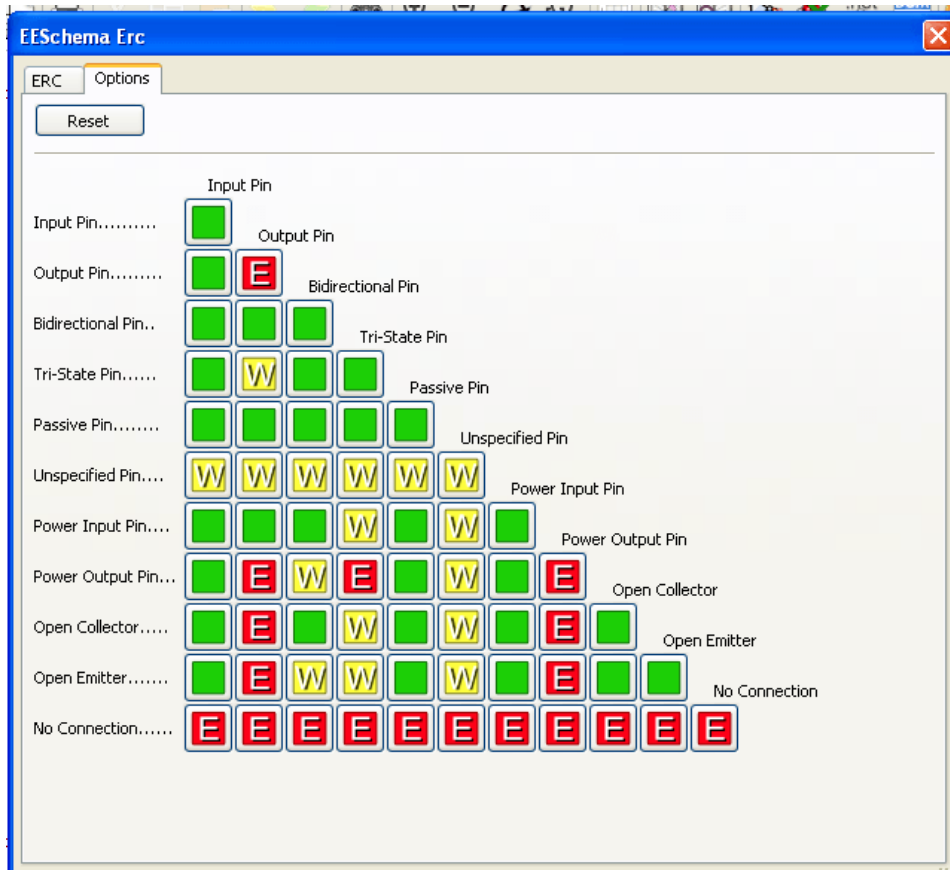 EESchema Erc
ERC Options
Reset
Input Pin
Input Pin..........
Output Pin
Output Pin.........
E
Bidirectional Pin
Bidirectional Pin..
Tri-State Pin
Tri-State Pin......
W
Passive Pin
Passive Pin........
Unspecified Pin
Unspecified Pin....
W W W W W W
Power Input Pin
Power Input Pin....
W W
Power Output Pin
Power Output Pin...
E W E W E
Open Collector
Open Collector.....
E W W E
Open Emitter
Open Emitter.......
E W W W E
No Connection
No Connection......
E E E E E E E E E E E